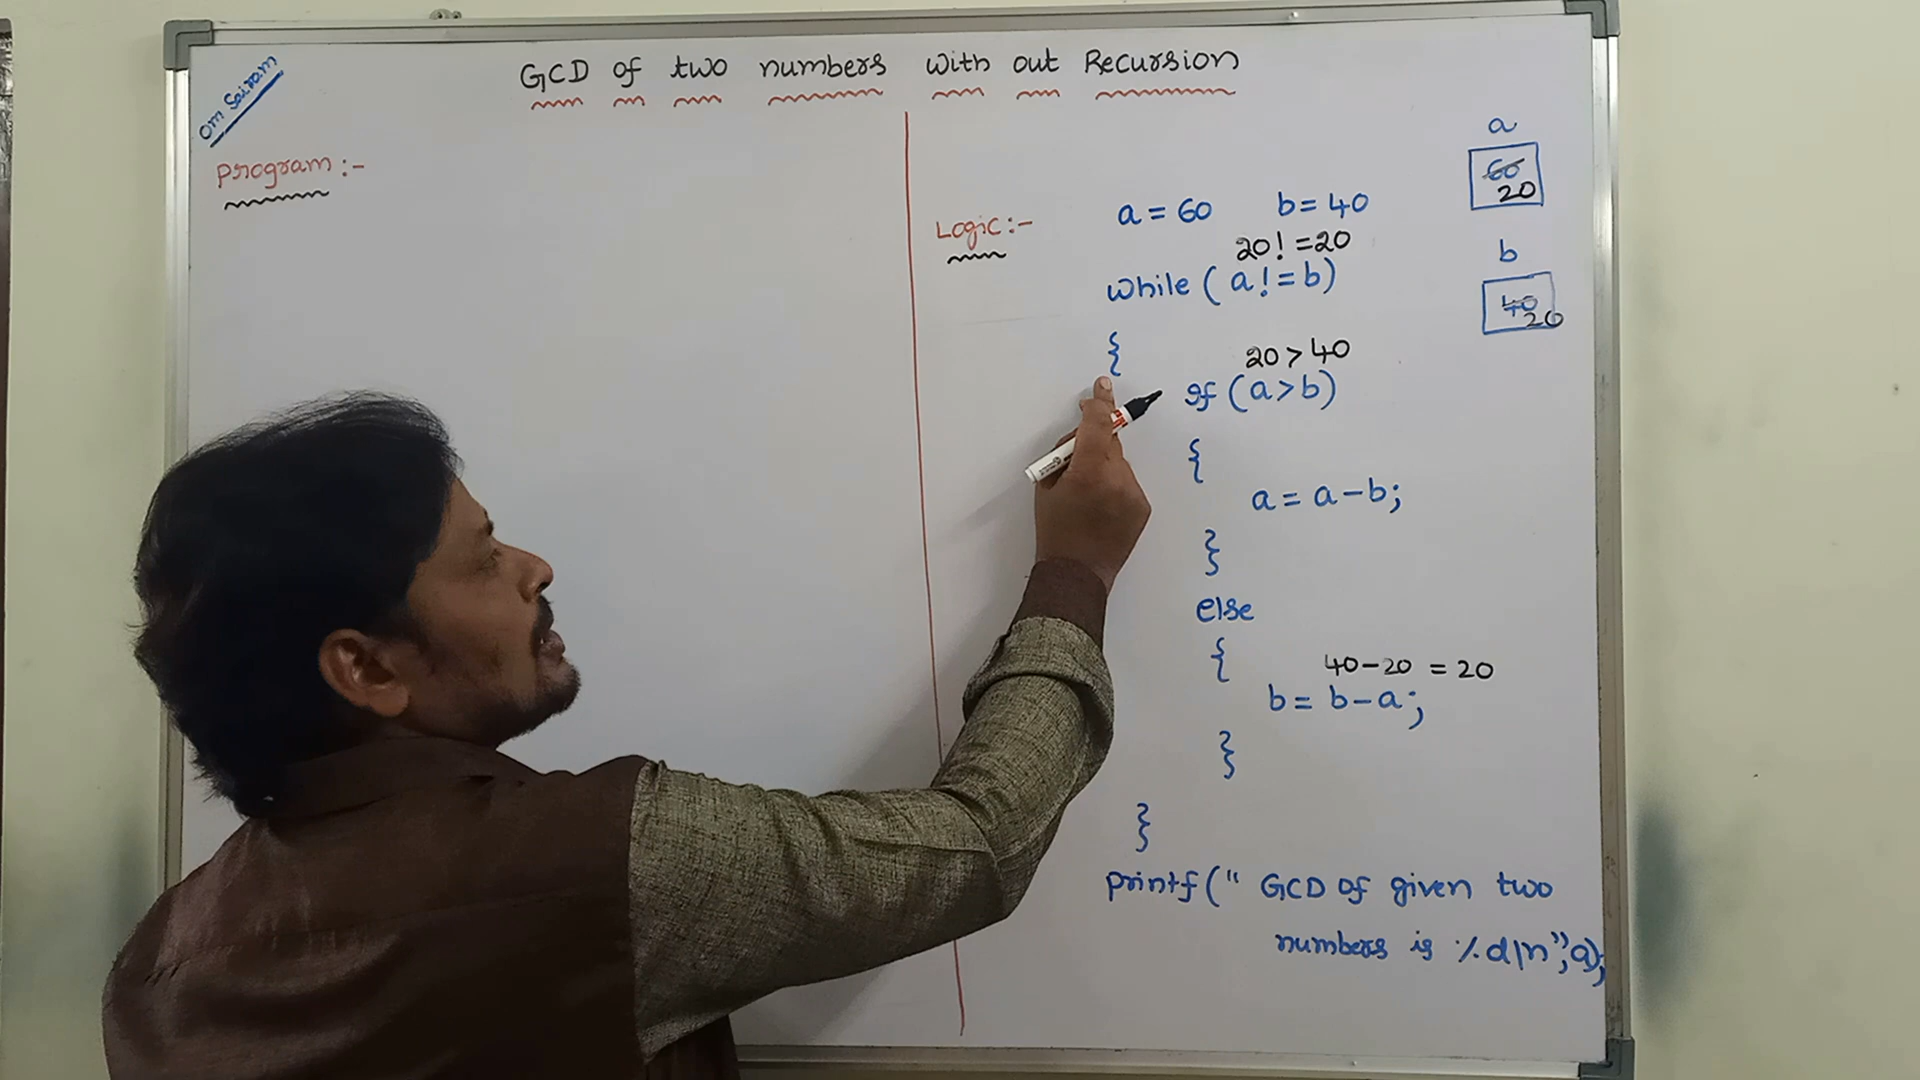 GCD of two numbers with out Recursion
Om Sairam
Program:-
Logic:-
a = 60 b = 40
20! = 20
while ( a! = b)
{
20 > 40
if (a > b)
{
a = a - b;
}
else
{
40 - 20 = 20
b = b - a;
}
}
printf (" GCD of given two
numbers is %d\n", a);
a
60
20
b
40
20